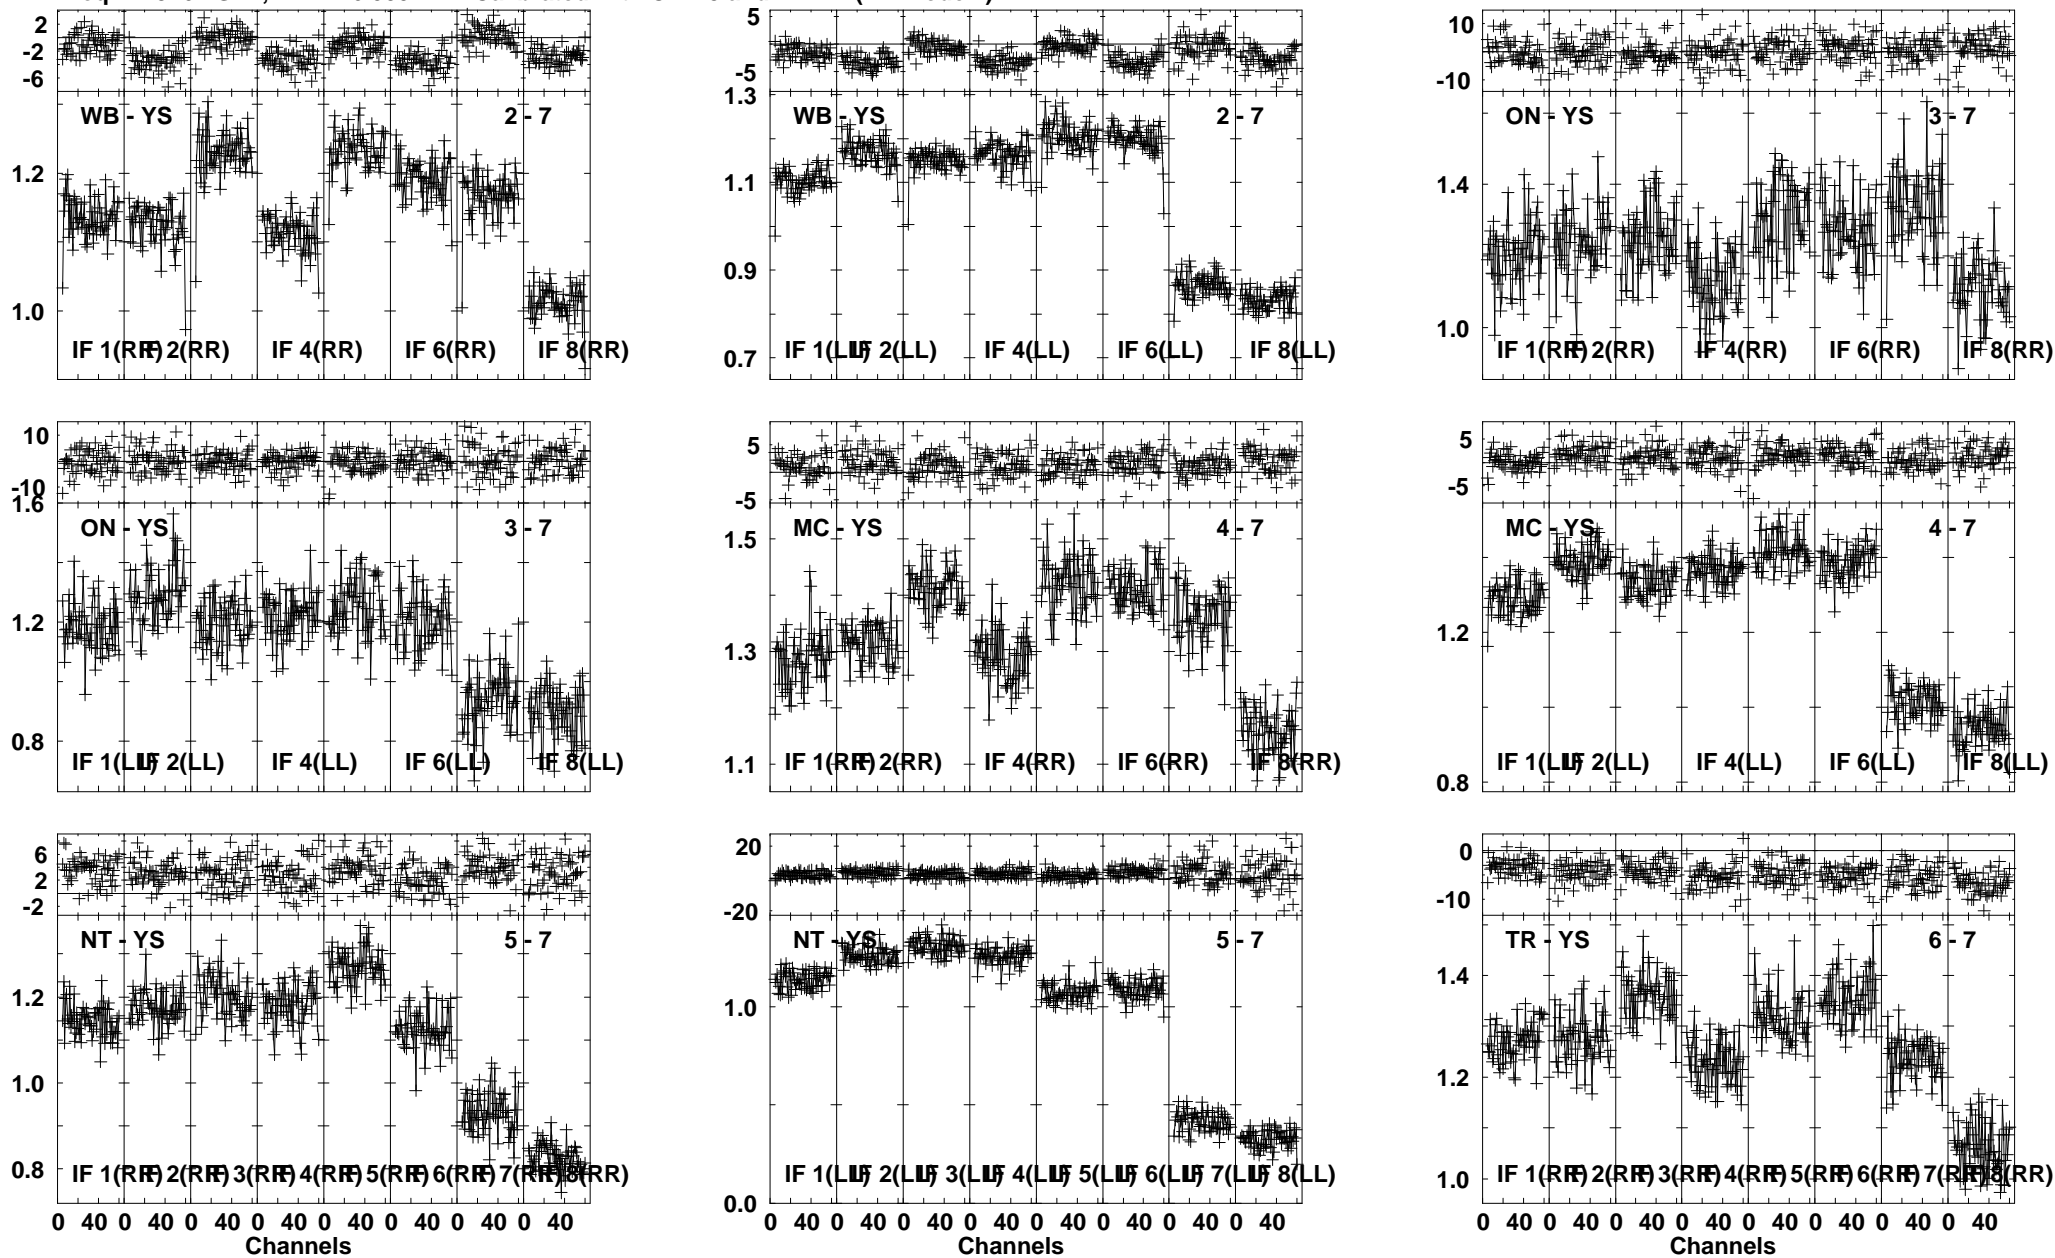 2
-2
-6
WB - YS
2 - 7
1.2
1.0
IF 1(RR)
IF 2(RR)
IF 4(RR)
IF 6(RR)
IF 8(RR)
5
-5
1.3
WB - YS
2 - 7
1.1
0.9
0.7
IF 1(LL)
IF 2(LL)
IF 4(LL)
IF 6(LL)
IF 8(LL)
10
-10
ON - YS
3 - 7
1.4
1.0
IF 1(RR)
IF 2(RR)
IF 4(RR)
IF 6(RR)
IF 8(RR)
10
-10
1.6
ON - YS
3 - 7
1.2
0.8
IF 1(LL)
IF 2(LL)
IF 4(LL)
IF 6(LL)
IF 8(LL)
5
-5
MC - YS
4 - 7
1.5
1.3
1.1
IF 1(RR)
IF 2(RR)
IF 4(RR)
IF 6(RR)
IF 8(RR)
5
-5
MC - YS
4 - 7
1.2
0.8
IF 1(LL)
IF 2(LL)
IF 4(LL)
IF 6(LL)
IF 8(LL)
6
2
-2
NT - YS
5 - 7
1.2
1.0
0.8
IF 1(RR)
IF 2(RR)
IF 3(RR)
IF 4(RR)
IF 5(RR)
IF 6(RR)
IF 7(RR)
IF 8(RR)
0 40 0 40 0 40 0 40 0 40 0 40 0 40 0 40
Channels
20
-20
NT - YS
5 - 7
1.0
0.0
IF 1(LL)
IF 2(LL)
IF 3(LL)
IF 4(LL)
IF 5(LL)
IF 6(LL)
IF 7(LL)
IF 8(LL)
0 40 0 40 0 40 0 40 0 40 0 40 0 40 0 40
Channels
0
-10
TR - YS
6 - 7
1.4
1.2
1.0
IF 1(RR)
IF 2(RR)
IF 3(RR)
IF 4(RR)
IF 5(RR)
IF 6(RR)
IF 7(RR)
IF 8(RR)
0 40 0 40 0 40 0 40 0 40 0 40 0 40 0 40
Channels